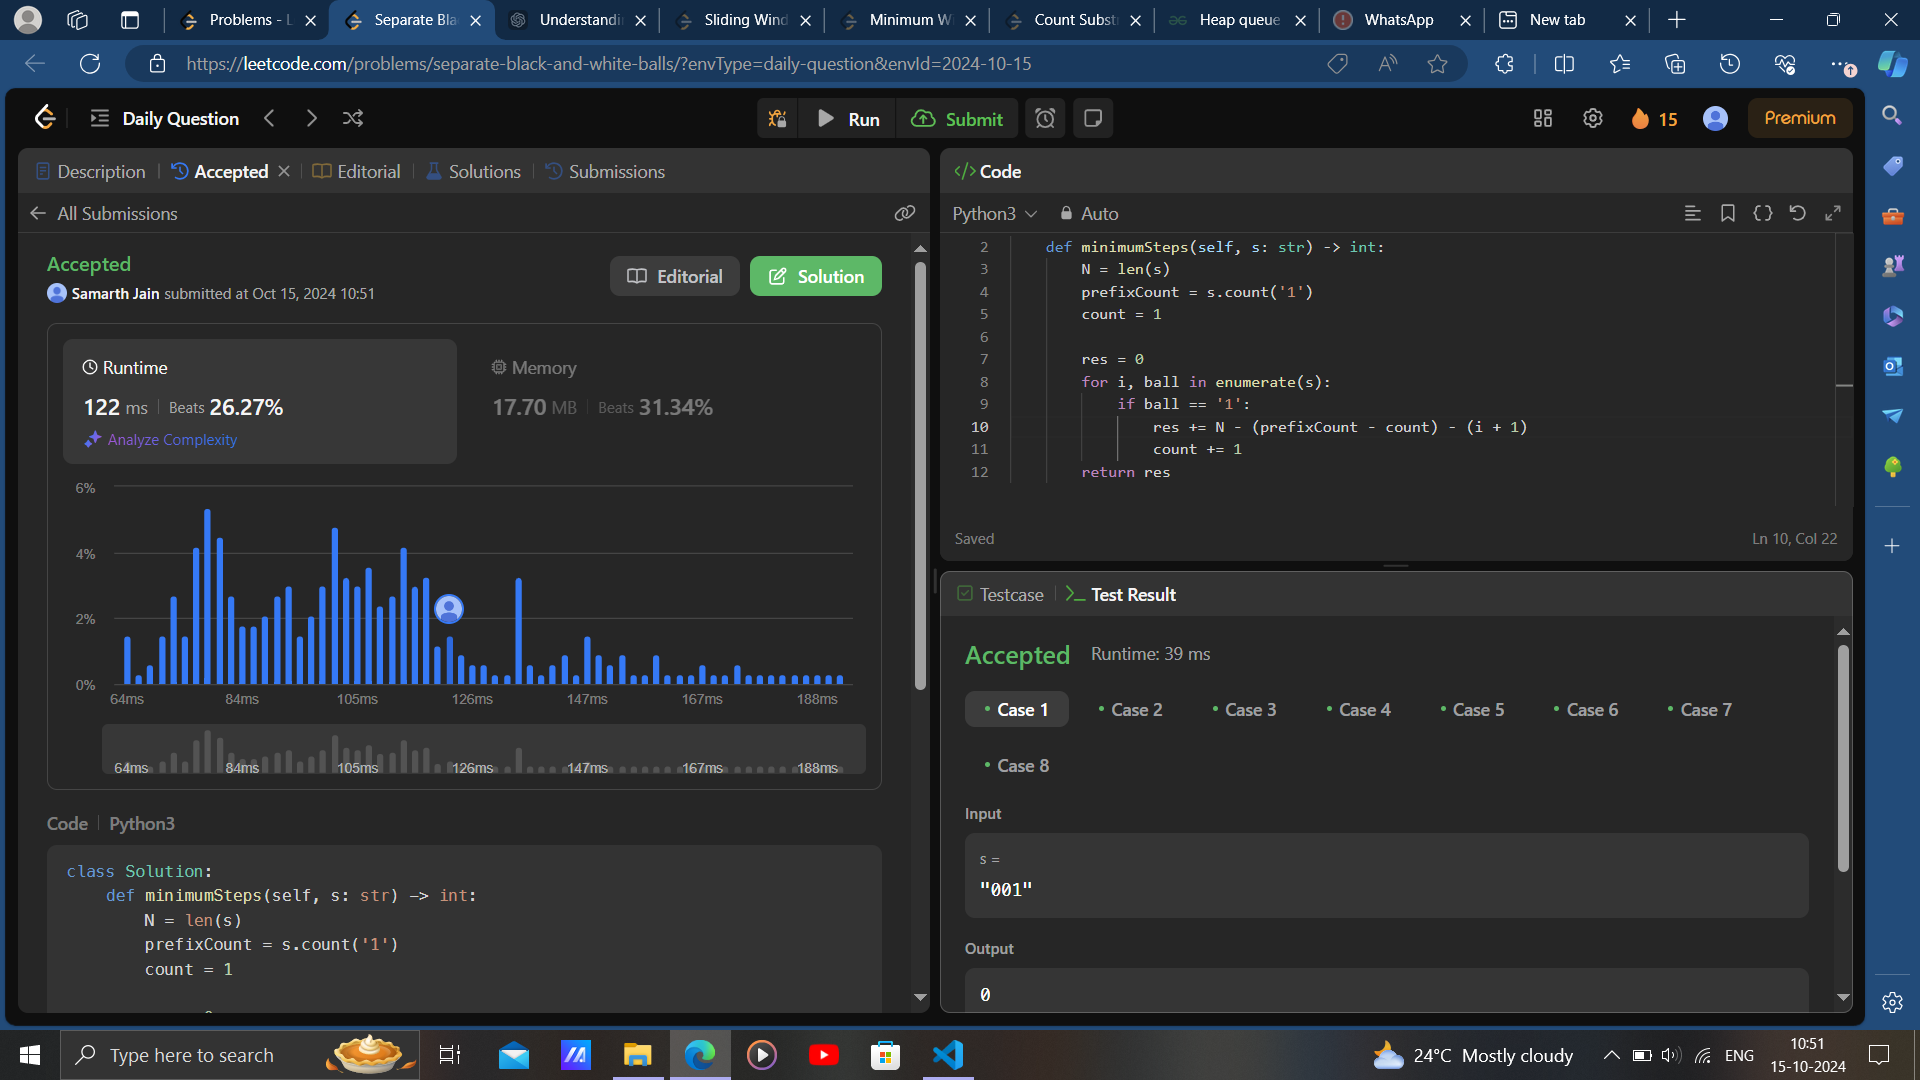 Problems - L
Separate Bla
Understandin
Sliding Wind
Minimum Wi
Count Subst
Heap queue
WhatsApp
New tab
https://leetcode.com/problems/separate-black-and-white-balls/?envType=daily-question&envId=2024-10-15
Daily Question
Run
Submit
15
Premium
Description
Accepted
Editorial
Solutions
Submissions
All Submissions
Accepted
Samarth Jain submitted at Oct 15, 2024 10:51
Editorial
Solution
Runtime
122 ms
Beats 26.27%
Analyze Complexity
Memory
17.70 MB
Beats 31.34%
6%
4%
2%
0%
64ms 84ms 105ms 126ms 147ms 167ms 188ms
64ms 84ms 105ms 126ms 147ms 167ms 188ms
Code Python3
class Solution:
def minimumSteps(self, s: str) -> int:
N = len(s)
prefixCount = s.count('1')
count = 1
</> Code
Python3
Auto
2 def minimumSteps(self, s: str) -> int:
3 N = len(s)
4 prefixCount = s.count('1')
5 count = 1
6
7 res = 0
8 for i, ball in enumerate(s):
9 if ball == '1':
10 res += N - (prefixCount - count) - (i + 1)
11 count += 1
12 return res
Saved
Ln 10, Col 22
Testcase
Test Result
Accepted
Runtime: 39 ms
Case 1
Case 2
Case 3
Case 4
Case 5
Case 6
Case 7
Case 8
Input
s =
"001"
Output
0
Type here to search
24°C Mostly cloudy
ENG
10:51
15-10-2024